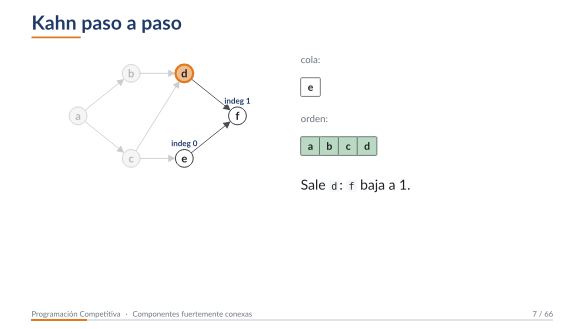 Kahn paso a paso
cola:
e
orden:
a b c d
Sale d: f baja a 1.
b
d
indeg 1
a
f
indeg 0
c
e
Programación Competitiva · Componentes fuertemente conexas
7 / 66